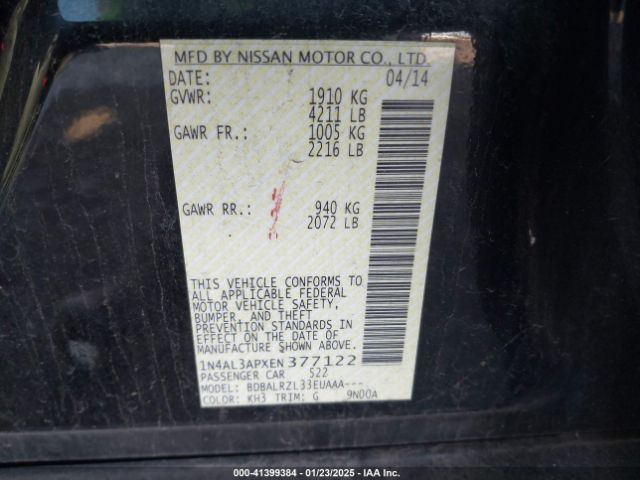 MFD BY NISSAN MOTOR CO., LTD.
DATE: 04/14
GVWR: 1910 KG
4211 LB
GAWR FR.: 1005 KG
2216 LB
GAWR RR.: 940 KG
2072 LB
THIS VEHICLE CONFORMS TO
ALL APPLICABLE FEDERAL
MOTOR VEHICLE SAFETY,
BUMPER, AND THEFT
PREVENTION STANDARDS IN
EFFECT ON THE DATE OF
MANUFACTURE SHOWN ABOVE.
1N4AL3APXEN377122
PASSENGER CAR 522
MODEL: BDBALRZL33EUAAA---
COLOR: KH3 TRIM: G 9N00A
000-41399384 | 01/23/2025 | IAA Inc.